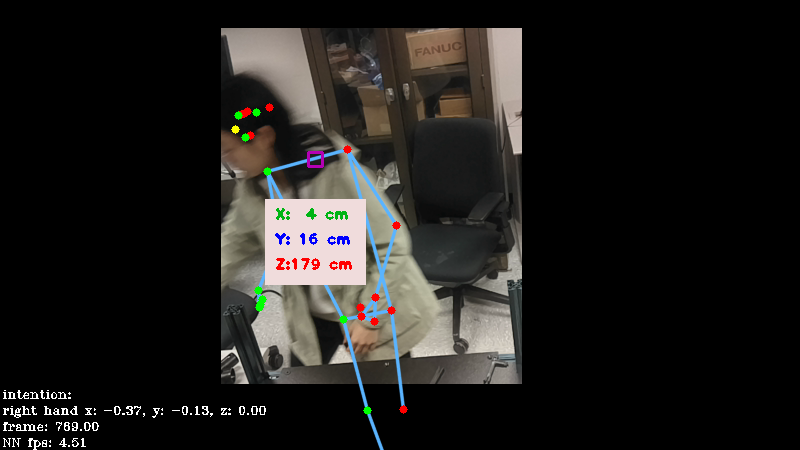 FANUC
X: 4 cm
Y: 16 cm
Z:179 cm
intention:
right hand x: -0.37, y: -0.13, z: 0.00
frame: 769.00
NN fps: 4.51